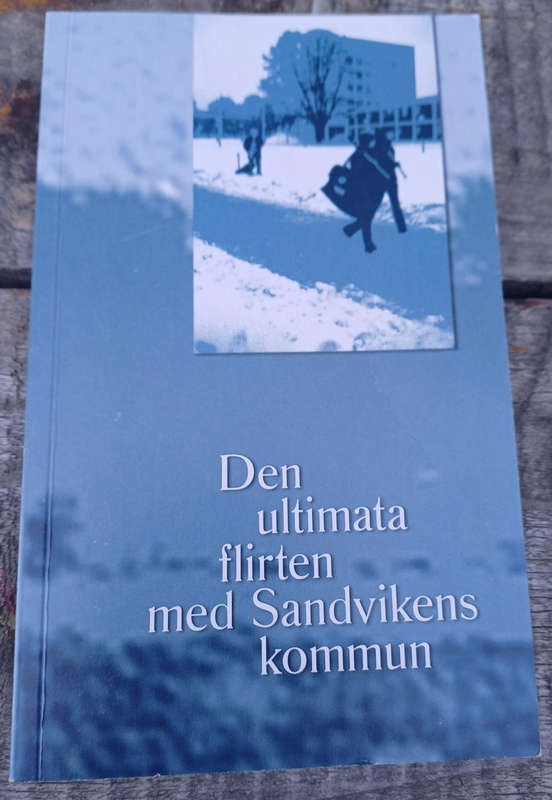 Den
ultimata
flirten
med Sandvikens
kommun